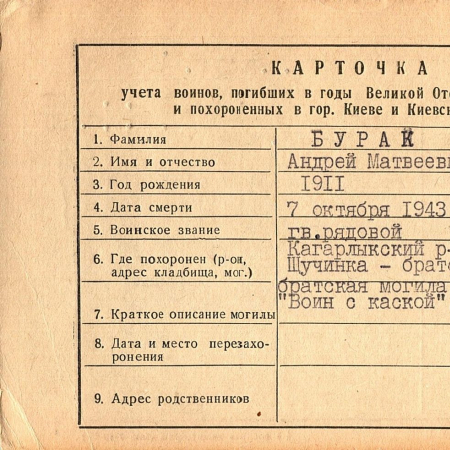 КАРТОЧКА
учета воинов, погибших в годы Великой Оте
и похороненных в гор. Киеве и Киевск
1. Фамилия БУРАК
2. Имя и отчество Андрей Матвеев
3. Год рождения 1911
4. Дата смерти 7 октября 1943
5. Воинское звание гв.рядовой
6. Где похоронен (р-он, Кагарлыкский р-
адрес кладбища, мог.) Щучинка - брат
братская могила
7. Краткое описание могилы "Воин с каской"
8. Дата и место перезахо-
ронения
9. Адрес родственников